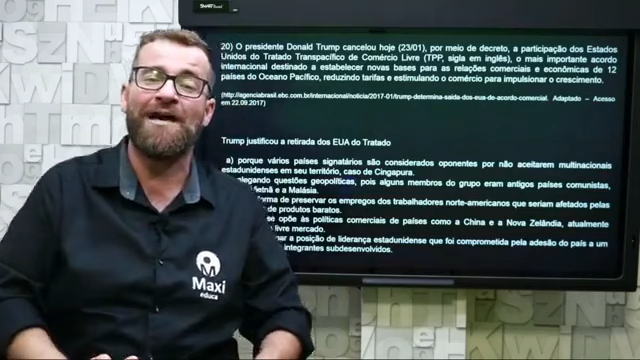 SMART
20) O presidente Donald Trump cancelou hoje (23/01), por meio de decreto, a participação dos Estados
Unidos do Tratado Transpacífico de Comércio Livre (TPP, sigla em inglês), o mais importante acordo
internacional destinado a estabelecer novas bases para as relações comerciais e econômicas de 12
países do Oceano Pacífico, reduzindo tarifas e estimulando o comércio para impulsionar o crescimento.
(http://agenciabrasil.ebc.com.br/internacional/noticia/2017-01/trump-determina-saida-dos-eua-de-acordo-comercial. Adaptado – Acesso
em 22.09.2017)
Trump justificou a retirada dos EUA do Tratado
a) porque vários países signatários são considerados oponentes por não aceitarem multinacionais
estadunidenses em seu território, caso de Cingapura.
alegando questões geopolíticas, pois alguns membros do grupo eram antigos países comunistas,
Vietnã e a Malásia.
forma de preservar os empregos dos trabalhadores norte-americanos que seriam afetados pelas
de produtos baratos.
se opõe às políticas comerciais de países como a China e a Nova Zelândia, atualmente
livre mercado.
a posição de liderança estadunidense que foi comprometida pela adesão do país a um
integrantes subdesenvolvidos.
Maxi
educa